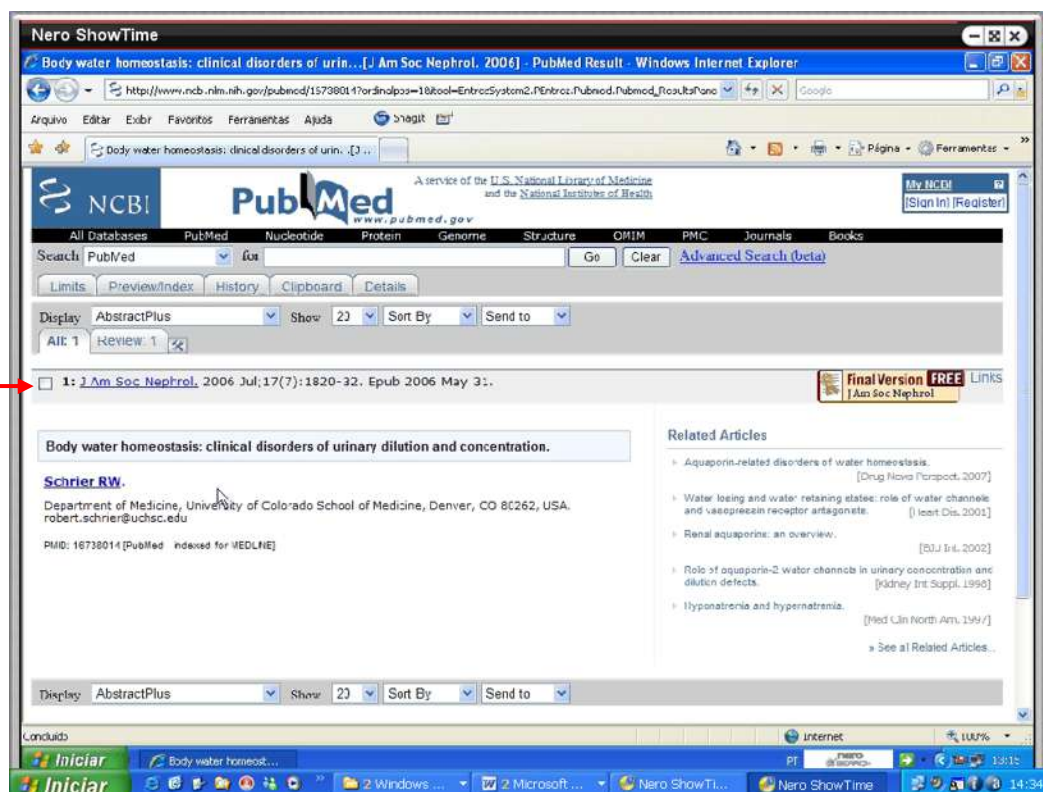 Nero ShowTime
Body water homeostasis: clinical disorders of urin...[J Am Soc Nephrol. 2006] - PubMed Result - Windows Internet Explorer
Google
Arquivo Editar Exibir Favoritos Ferramentas Ajuda SnagIt
Body water homeostasis: clinical disorders of urin...[J ...
Página Ferramentas
NCBI
PubMed
www.pubmed.gov
A service of the U.S. National Library of Medicine
and the National Institutes of Health
My NCBI
[Sign In] [Register]
All Databases PubMed Nucleotide Protein Genome Structure OMIM PMC Journals Books
Search PubMed for Go Clear Advanced Search (beta)
Limits Preview/Index History Clipboard Details
Display AbstractPlus Show 20 Sort By Send to
All: 1 Review: 1
1: J Am Soc Nephrol. 2006 Jul;17(7):1820-32. Epub 2006 May 31.
Final Version FREE
J Am Soc Nephrol
Links
Body water homeostasis: clinical disorders of urinary dilution and concentration.
Schrier RW.
Department of Medicine, University of Colorado School of Medicine, Denver, CO 80262, USA.
robert.schrier@uchsc.edu
PMID: 16738014 [PubMed indexed for MEDLINE]
Related Articles
Aquaporin-related disorders of water homeostasis.
[Drug News Perspect. 2007]
Water losing and water retaining states: role of water channels
and vasopressin receptor antagonists. [Heart Dis. 2001]
Renal aquaporins: an overview.
[BJU Int. 2002]
Role of aquaporin-2 water channels in urinary concentration and
dilution defects. [Kidney Int Suppl. 1998]
Hyponatremia and hypernatremia.
[Med Clin North Am. 1997]
» See all Related Articles...
Display AbstractPlus Show 20 Sort By Send to
Concluído Internet 100%
Iniciar Body water homeost... PT nero
Iniciar 2 Windows ... 2 Microsoft ... Nero ShowTi... Nero ShowTime 14:34